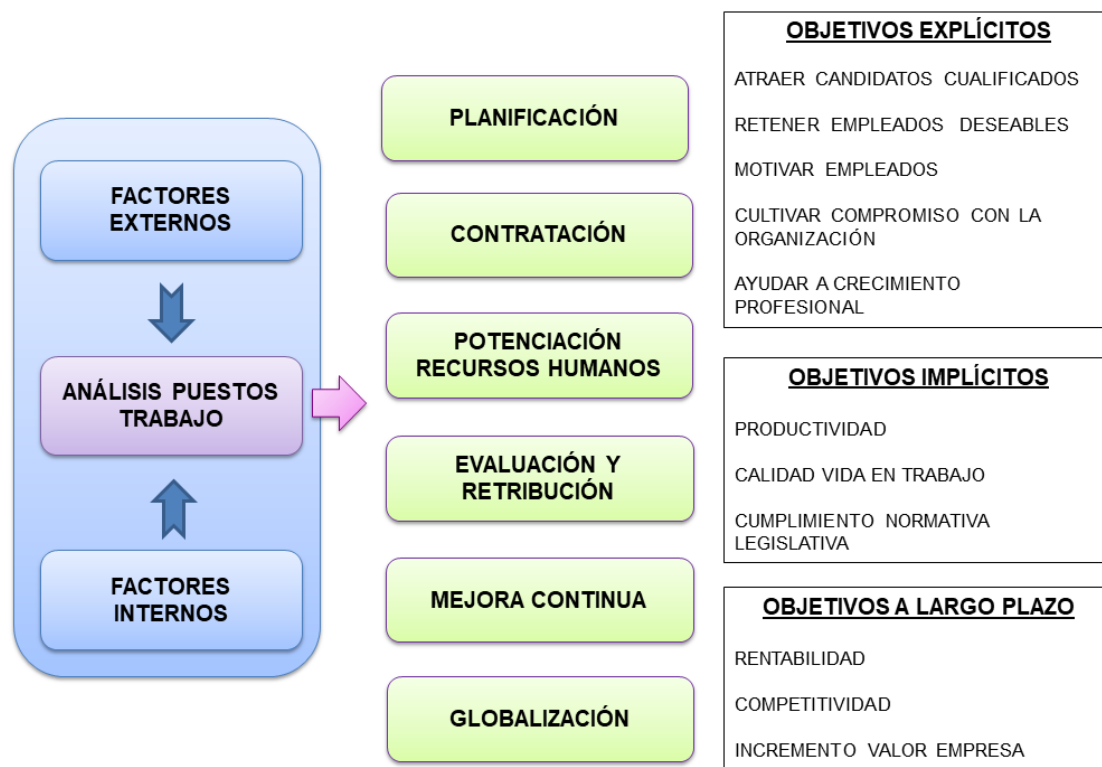 FACTORES
EXTERNOS
ANÁLISIS PUESTOS
TRABAJO
FACTORES
INTERNOS
PLANIFICACIÓN
CONTRATACIÓN
POTENCIACIÓN
RECURSOS HUMANOS
EVALUACIÓN Y
RETRIBUCIÓN
MEJORA CONTINUA
GLOBALIZACIÓN
OBJETIVOS EXPLÍCITOS
ATRAER CANDIDATOS CUALIFICADOS
RETENER EMPLEADOS DESEABLES
MOTIVAR EMPLEADOS
CULTIVAR COMPROMISO CON LA
ORGANIZACIÓN
AYUDAR A CRECIMIENTO
PROFESIONAL
OBJETIVOS IMPLÍCITOS
PRODUCTIVIDAD
CALIDAD VIDA EN TRABAJO
CUMPLIMIENTO NORMATIVA
LEGISLATIVA
OBJETIVOS A LARGO PLAZO
RENTABILIDAD
COMPETITIVIDAD
INCREMENTO VALOR EMPRESA